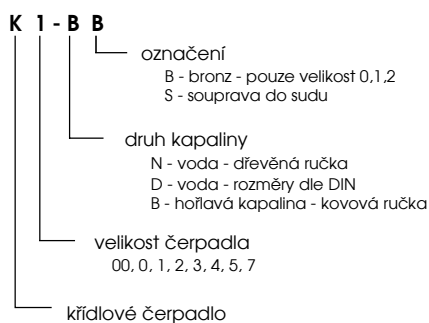 K 1 - B B
označení
B - bronz - pouze velikost 0,1,2
S - souprava do sudu
druh kapaliny
N - voda - dřevěná ručka
D - voda - rozměry dle DIN
B - hořlavá kapalina - kovová ručka
velikost čerpadla
00, 0, 1, 2, 3, 4, 5, 7
křídlové čerpadlo